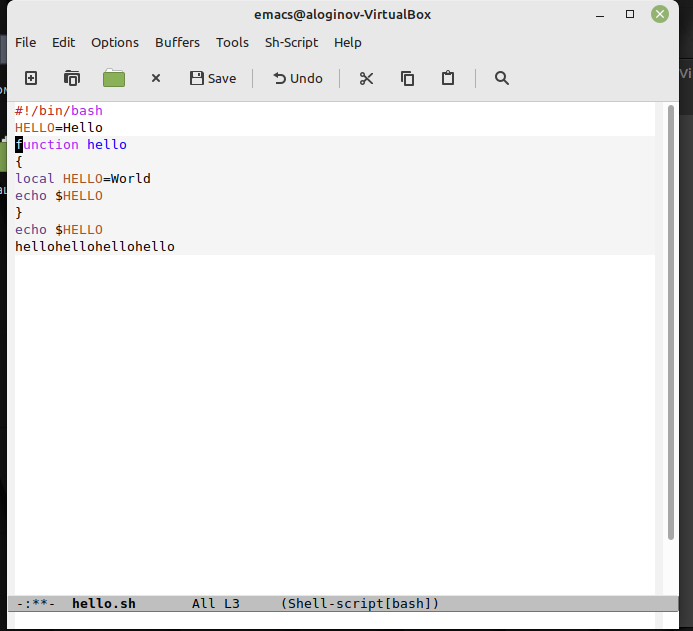 emacs@aloginov-VirtualBox
File Edit Options Buffers Tools Sh-Script Help
Save Undo
#!/bin/bash
HELLO=Hello
function hello
{
local HELLO=World
echo $HELLO
}
echo $HELLO
hellohellohellohello
-:**- hello.sh All L3 (Shell-script[bash])
Vi